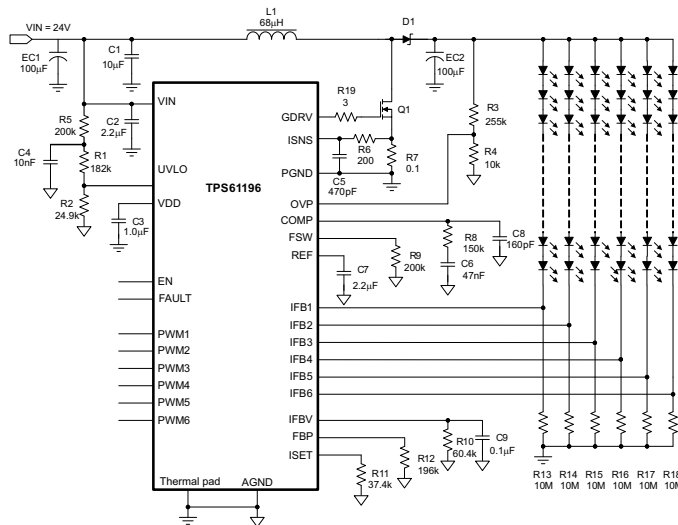 VIN = 24V
EC1
100µF
C1
10µF
L1
68µH
D1
EC2
100µF
R19
3
Q1
R3
255k
R4
10k
R5
200k
C2
2.2µF
C4
10nF
R1
182k
R2
24.9k
C3
1.0µF
TPS61196
VIN
UVLO
VDD
EN
FAULT
PWM1
PWM2
PWM3
PWM4
PWM5
PWM6
Thermal pad
AGND
GDRV
ISNS
PGND
OVP
COMP
FSW
REF
IFB1
IFB2
IFB3
IFB4
IFB5
IFB6
IFBV
FBP
ISET
R6
200
R7
0.1
C5
470pF
R8
150k
C8
160pF
R9
200k
C6
47nF
C7
2.2µF
R10
60.4k
C9
0.1µF
R12
196k
R11
37.4k
R13 R14 R15 R16 R17 R18
10M 10M 10M 10M 10M 10M